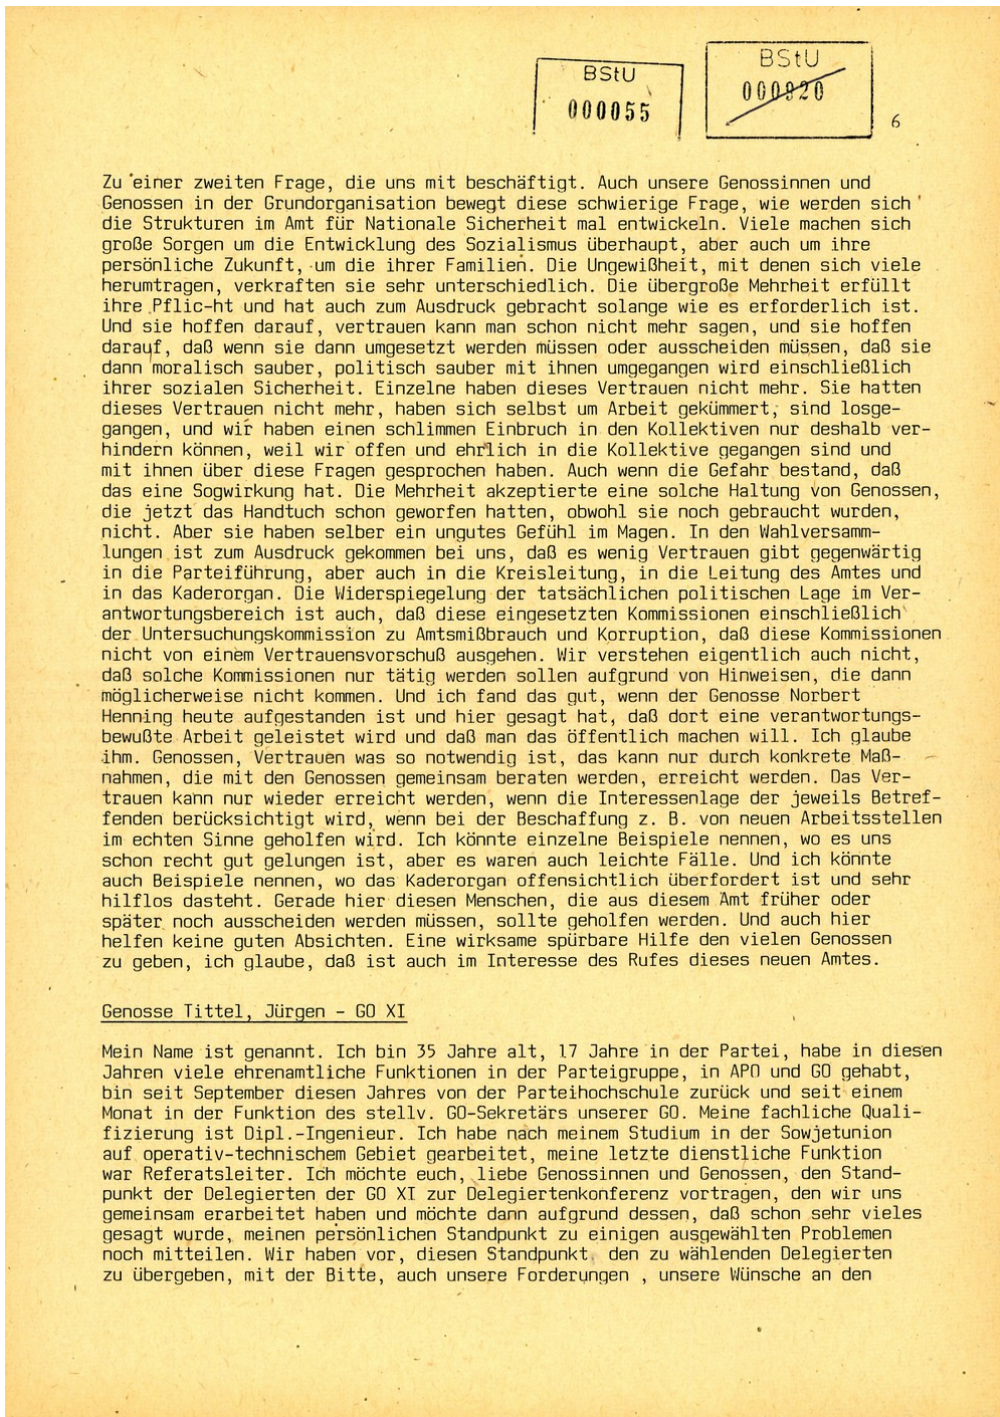 BStU
000055
BStU
000920
6
Zu einer zweiten Frage, die uns mit beschäftigt. Auch unsere Genossinnen und
Genossen in der Grundorganisation bewegt diese schwierige Frage, wie werden sich
die Strukturen im Amt für Nationale Sicherheit mal entwickeln. Viele machen sich
große Sorgen um die Entwicklung des Sozialismus überhaupt, aber auch um ihre
persönliche Zukunft, um die ihrer Familien. Die Ungewißheit, mit denen sich viele
herumtragen, verkraften sie sehr unterschiedlich. Die übergroße Mehrheit erfüllt
ihre Pflic-ht und hat auch zum Ausdruck gebracht solange wie es erforderlich ist.
Und sie hoffen darauf, vertrauen kann man schon nicht mehr sagen, und sie hoffen
darauf, daß wenn sie dann umgesetzt werden müssen oder ausscheiden müssen, daß sie
dann moralisch sauber, politisch sauber mit ihnen umgegangen wird einschließlich
ihrer sozialen Sicherheit. Einzelne haben dieses Vertrauen nicht mehr. Sie hatten
dieses Vertrauen nicht mehr, haben sich selbst um Arbeit gekümmert, sind losge-
gangen, und wir haben einen schlimmen Einbruch in den Kollektiven nur deshalb ver-
hindern können, weil wir offen und ehrlich in die Kollektive gegangen sind und
mit ihnen über diese Fragen gesprochen haben. Auch wenn die Gefahr bestand, daß
das eine Sogwirkung hat. Die Mehrheit akzeptierte eine solche Haltung von Genossen,
die jetzt das Handtuch schon geworfen hatten, obwohl sie noch gebraucht wurden,
nicht. Aber sie haben selber ein ungutes Gefühl im Magen. In den Wahlversamm-
lungen ist zum Ausdruck gekommen bei uns, daß es wenig Vertrauen gibt gegenwärtig
in die Parteiführung, aber auch in die Kreisleitung, in die Leitung des Amtes und
in das Kaderorgan. Die Widerspiegelung der tatsächlichen politischen Lage im Ver-
antwortungsbereich ist auch, daß diese eingesetzten Kommissionen einschließlich
der Untersuchungskommission zu Amtsmißbrauch und Korruption, daß diese Kommissionen
nicht von einem Vertrauensvorschuß ausgehen. Wir verstehen eigentlich auch nicht,
daß solche Kommissionen nur tätig werden sollen aufgrund von Hinweisen, die dann
möglicherweise nicht kommen. Und ich fand das gut, wenn der Genosse Norbert
Henning heute aufgestanden ist und hier gesagt hat, daß dort eine verantwortungs-
bewußte Arbeit geleistet wird und daß man das öffentlich machen will. Ich glaube
ihm. Genossen, Vertrauen was so notwendig ist, das kann nur durch konkrete Maß-
nahmen, die mit den Genossen gemeinsam beraten werden, erreicht werden. Das Ver-
trauen kann nur wieder erreicht werden, wenn die Interessenlage der jeweils Betref-
fenden berücksichtigt wird, wenn bei der Beschaffung z. B. von neuen Arbeitsstellen
im echten Sinne geholfen wird. Ich könnte einzelne Beispiele nennen, wo es uns
schon recht gut gelungen ist, aber es waren auch leichte Fälle. Und ich könnte
auch Beispiele nennen, wo das Kaderorgan offensichtlich überfordert ist und sehr
hilflos dasteht. Gerade hier diesen Menschen, die aus diesem Amt früher oder
später noch ausscheiden werden müssen, sollte geholfen werden. Und auch hier
helfen keine guten Absichten. Eine wirksame spürbare Hilfe den vielen Genossen
zu geben, ich glaube, daß ist auch im Interesse des Rufes dieses neuen Amtes.
Genosse Tittel, Jürgen - GO XI
Mein Name ist genannt. Ich bin 35 Jahre alt, 17 Jahre in der Partei, habe in diesen
Jahren viele ehrenamtliche Funktionen in der Parteigruppe, in APO und GO gehabt,
bin seit September diesen Jahres von der Parteihochschule zurück und seit einem
Monat in der Funktion des stellv. GO-Sekretärs unserer GO. Meine fachliche Quali-
fizierung ist Dipl.-Ingenieur. Ich habe nach meinem Studium in der Sowjetunion
auf operativ-technischem Gebiet gearbeitet, meine letzte dienstliche Funktion
war Referatsleiter. Ich möchte euch, liebe Genossinnen und Genossen, den Stand-
punkt der Delegierten der GO XI zur Delegiertenkonferenz vortragen, den wir uns
gemeinsam erarbeitet haben und möchte dann aufgrund dessen, daß schon sehr vieles
gesagt wurde, meinen persönlichen Standpunkt zu einigen ausgewählten Problemen
noch mitteilen. Wir haben vor, diesen Standpunkt den zu wählenden Delegierten
zu übergeben, mit der Bitte, auch unsere Forderungen , unsere Wünsche an den